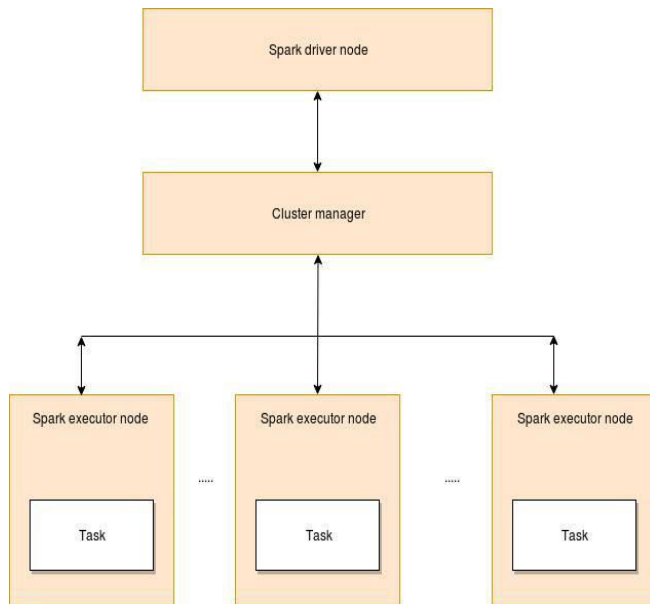 Spark driver node
Cluster manager
Spark executor node
Spark executor node
Spark executor node
.....
.....
Task
Task
Task